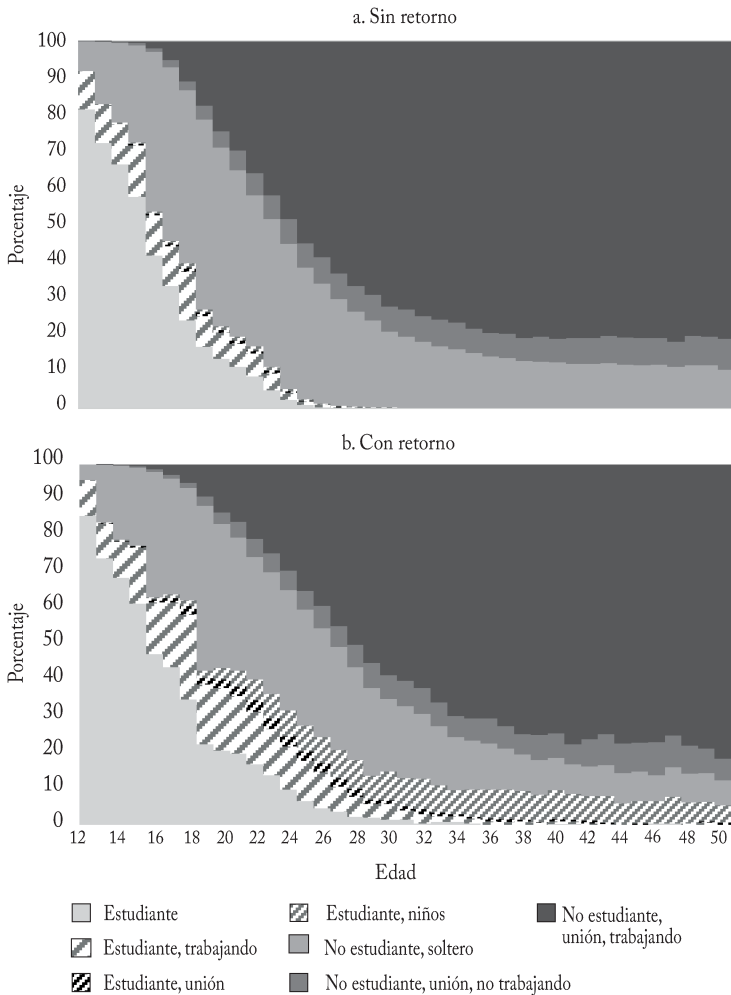 a. Sin retorno
100
90
80
70
60
50
40
30
20
10
0
Porcentaje
b. Con retorno
100
90
80
70
60
50
40
30
20
10
0
Porcentaje
12 14 16 18 20 22 24 26 28 30 32 34 36 38 40 42 44 46 48 50
Edad
Estudiante
Estudiante, trabajando
Estudiante, unión
Estudiante, niños
No estudiante, soltero
No estudiante, unión, no trabajando
No estudiante,
unión, trabajando